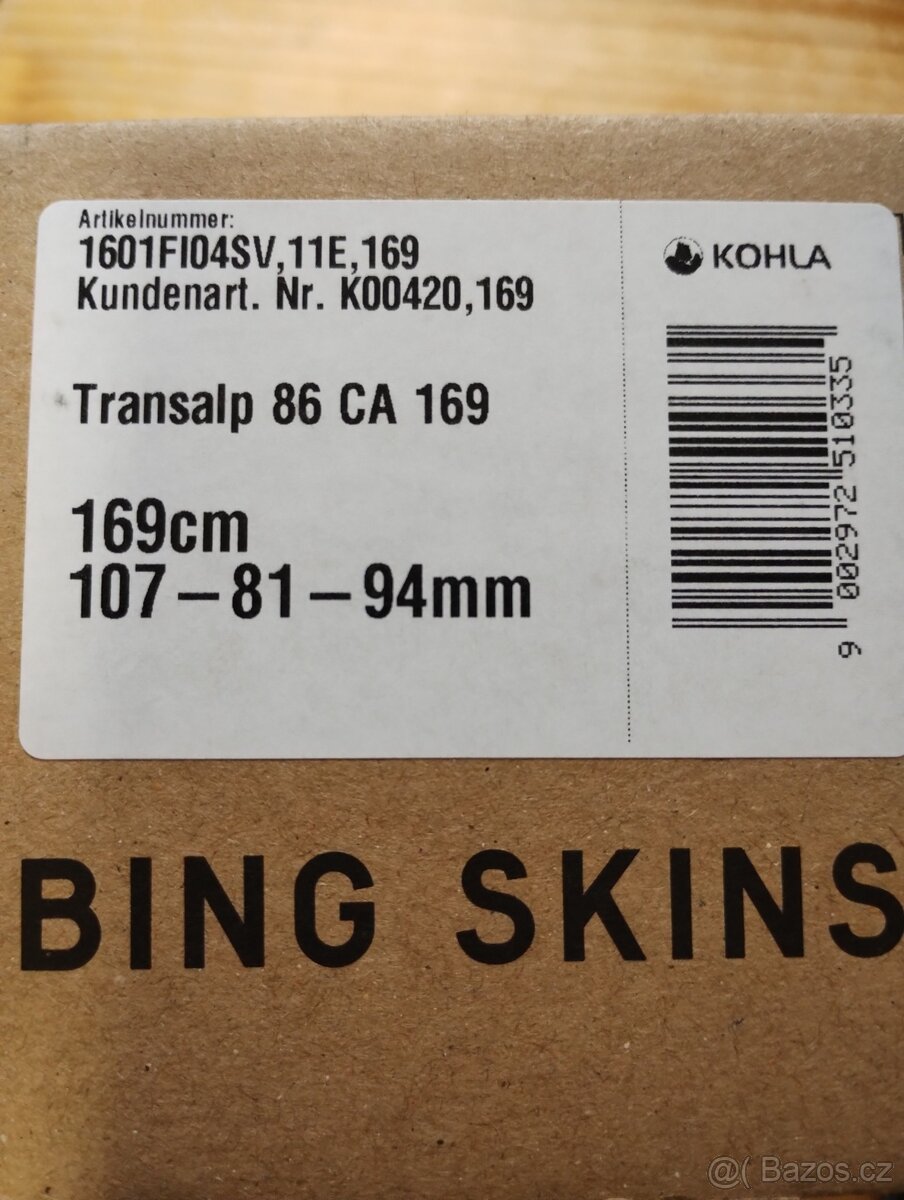 Artikelnummer:
1601FI04SV,11E,169
Kundenart. Nr. K00420,169
Transalp 86 CA 169
169cm
107–81–94mm
KOHLA
9 002972 510335
BING SKINS
@( Bazos.cz